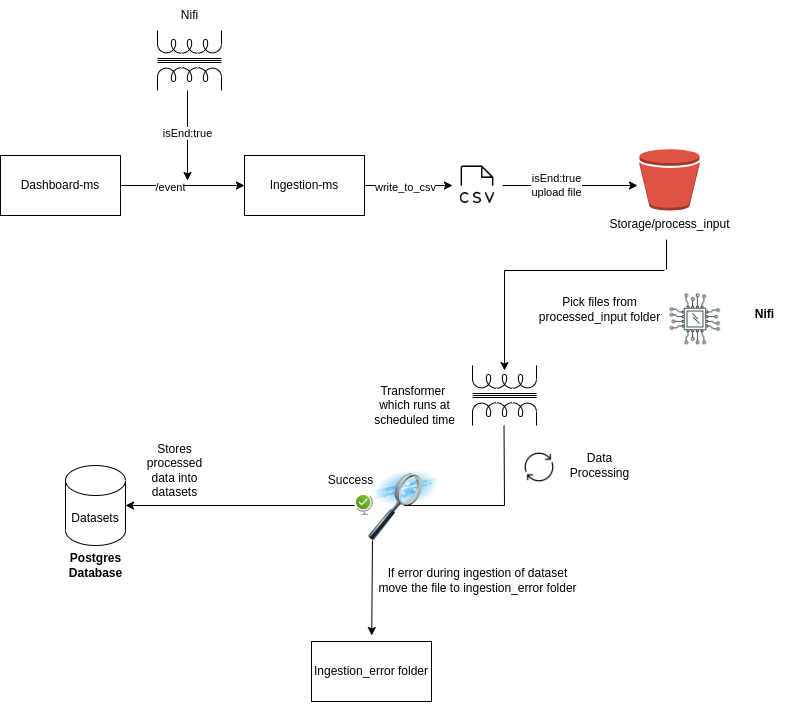 Nifi
isEnd:true
Dashboard-ms
/event
Ingestion-ms
write_to_csv
CSV
isEnd:true
upload file
Storage/process_input
Pick files from
processed_input folder
Nifi
Transformer
which runs at
scheduled time
Data
Processing
Stores
processed
data into
datasets
Success
Datasets
Postgres
Database
If error during ingestion of dataset
move the file to ingestion_error folder
Ingestion_error folder